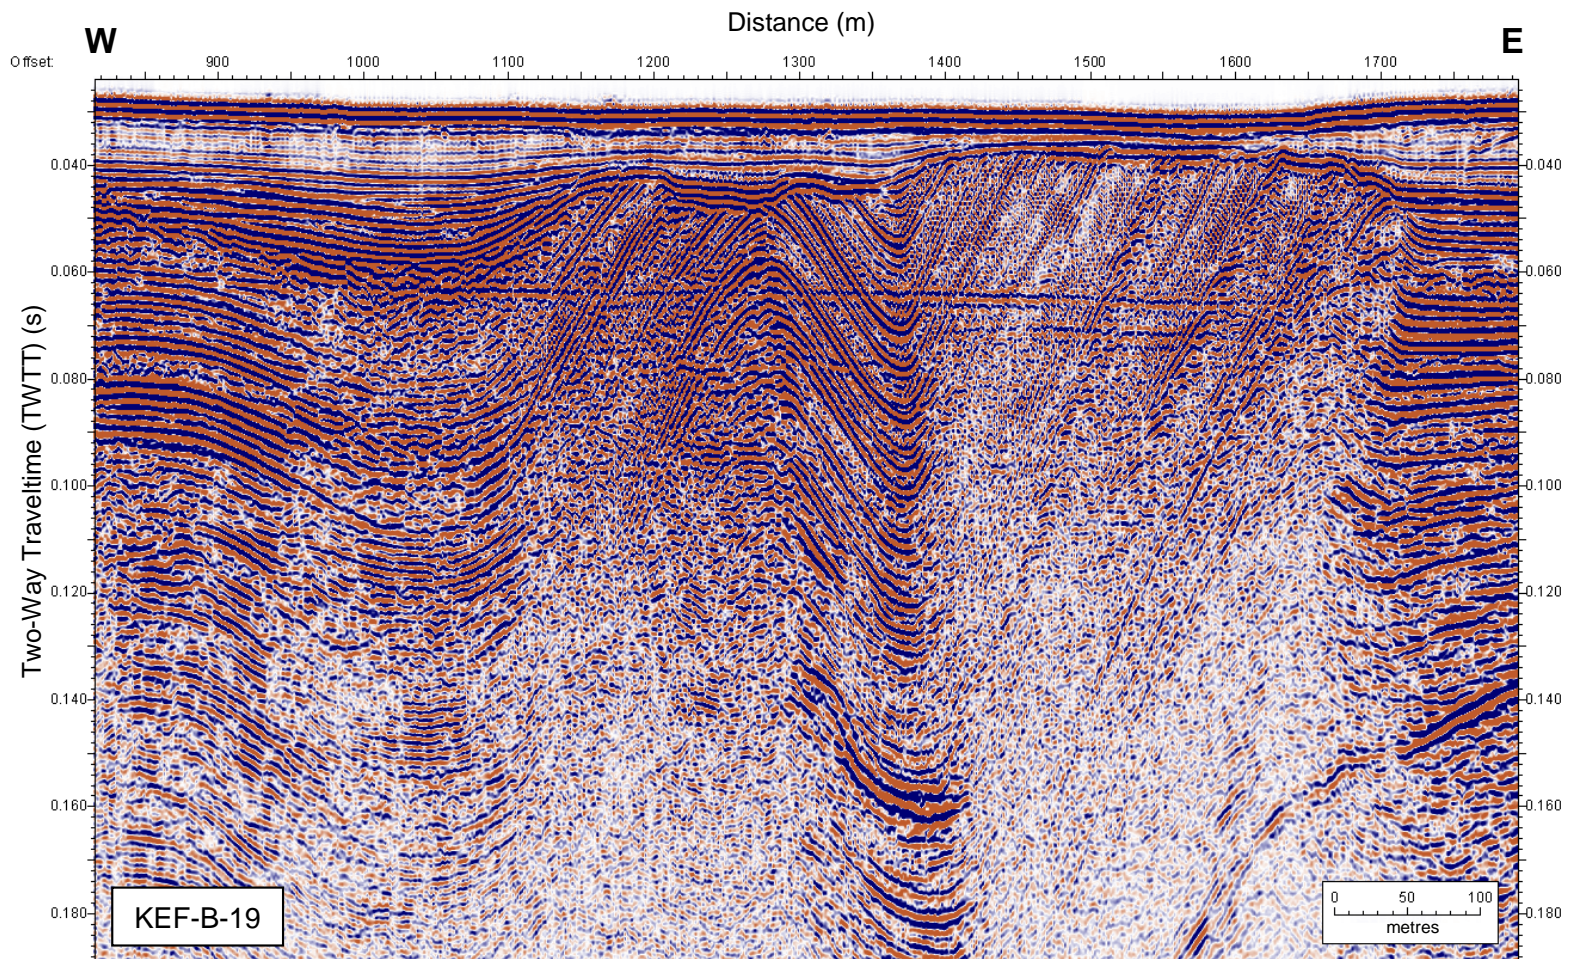 Distance (m)
W
E
Offset:
900 1000 1100 1200 1300 1400 1500 1600 1700
Two-Way Traveltime (TWTT) (s)
0.040 0.040
0.060 0.060
0.080 0.080
0.100 0.100
0.120 0.120
0.140 0.140
0.160 0.160
0.180 0.180
KEF-B-19
0 50 100
metres